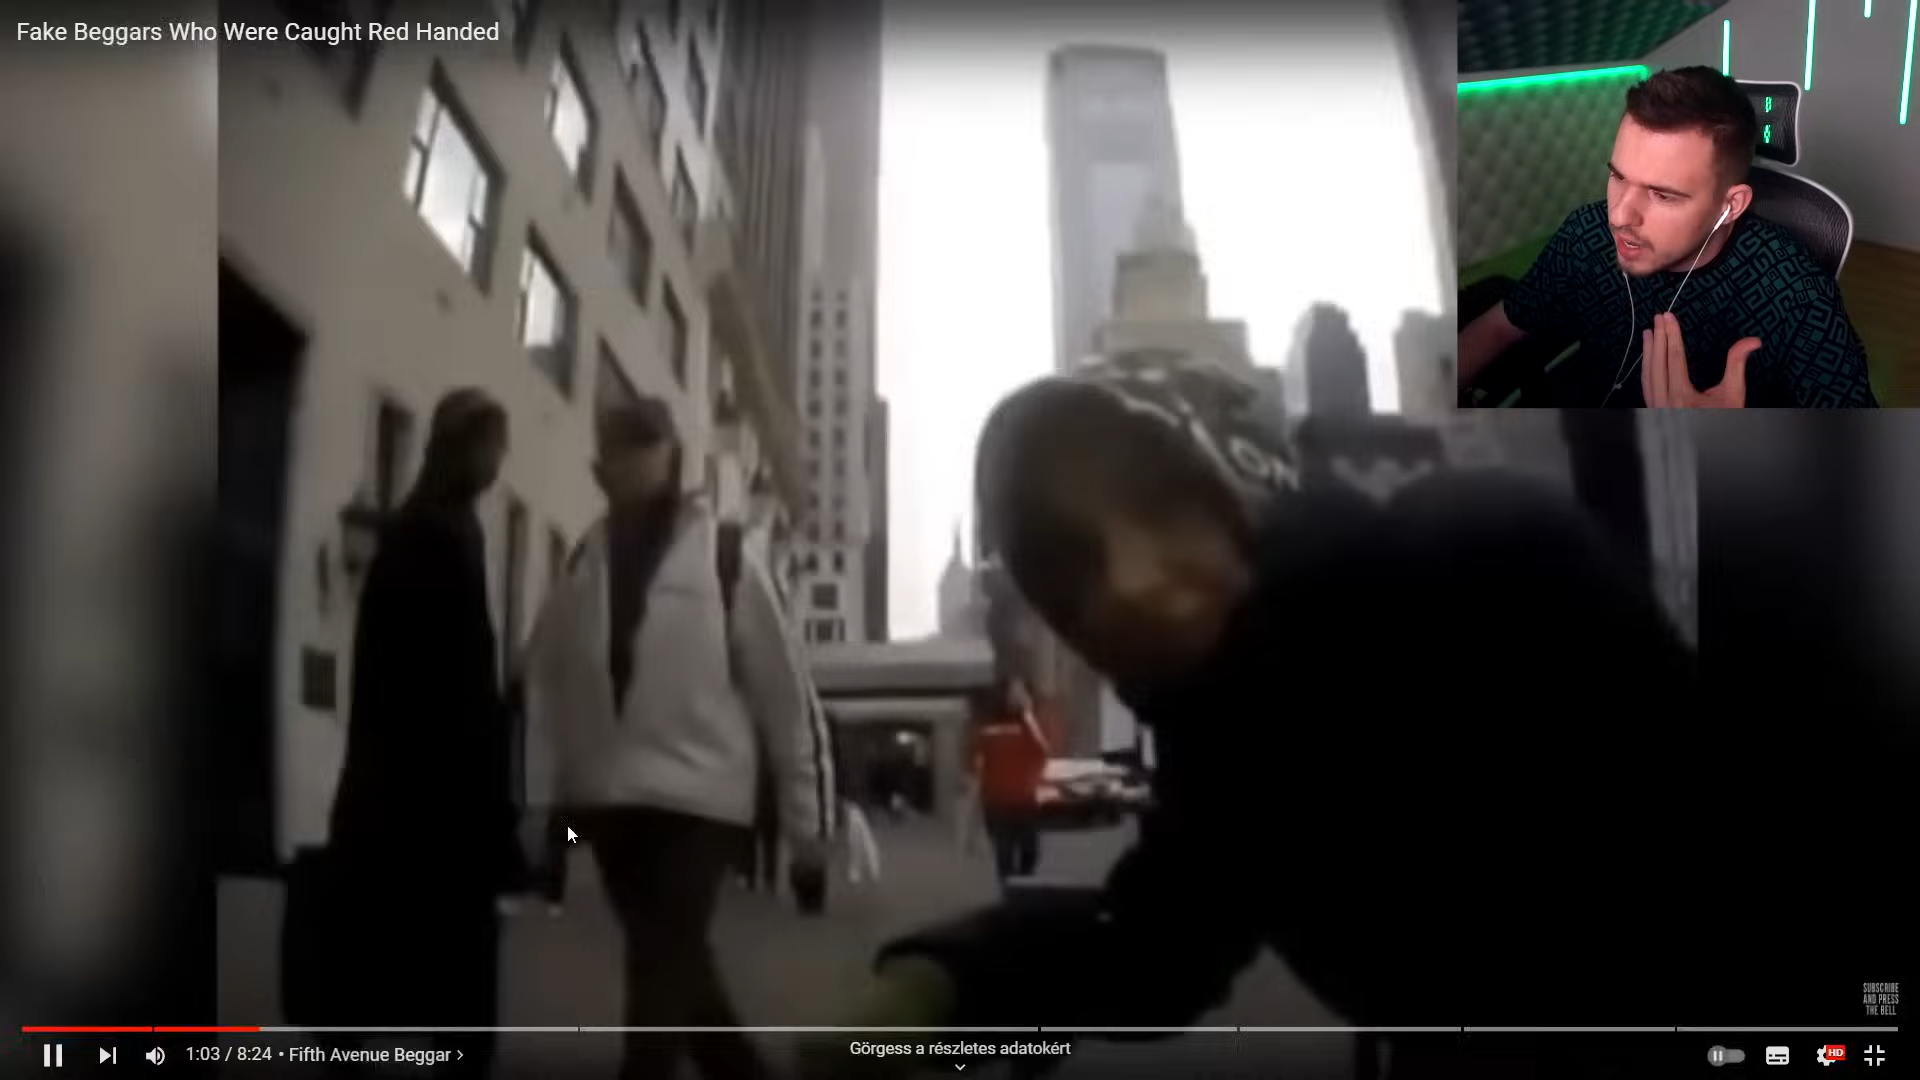 Fake Beggars Who Were Caught Red Handed
ON
SUBSCRIBE
AND PRESS
THE BELL
1:03 / 8:24 • Fifth Avenue Beggar
Görgess a részletes adatokért
HD